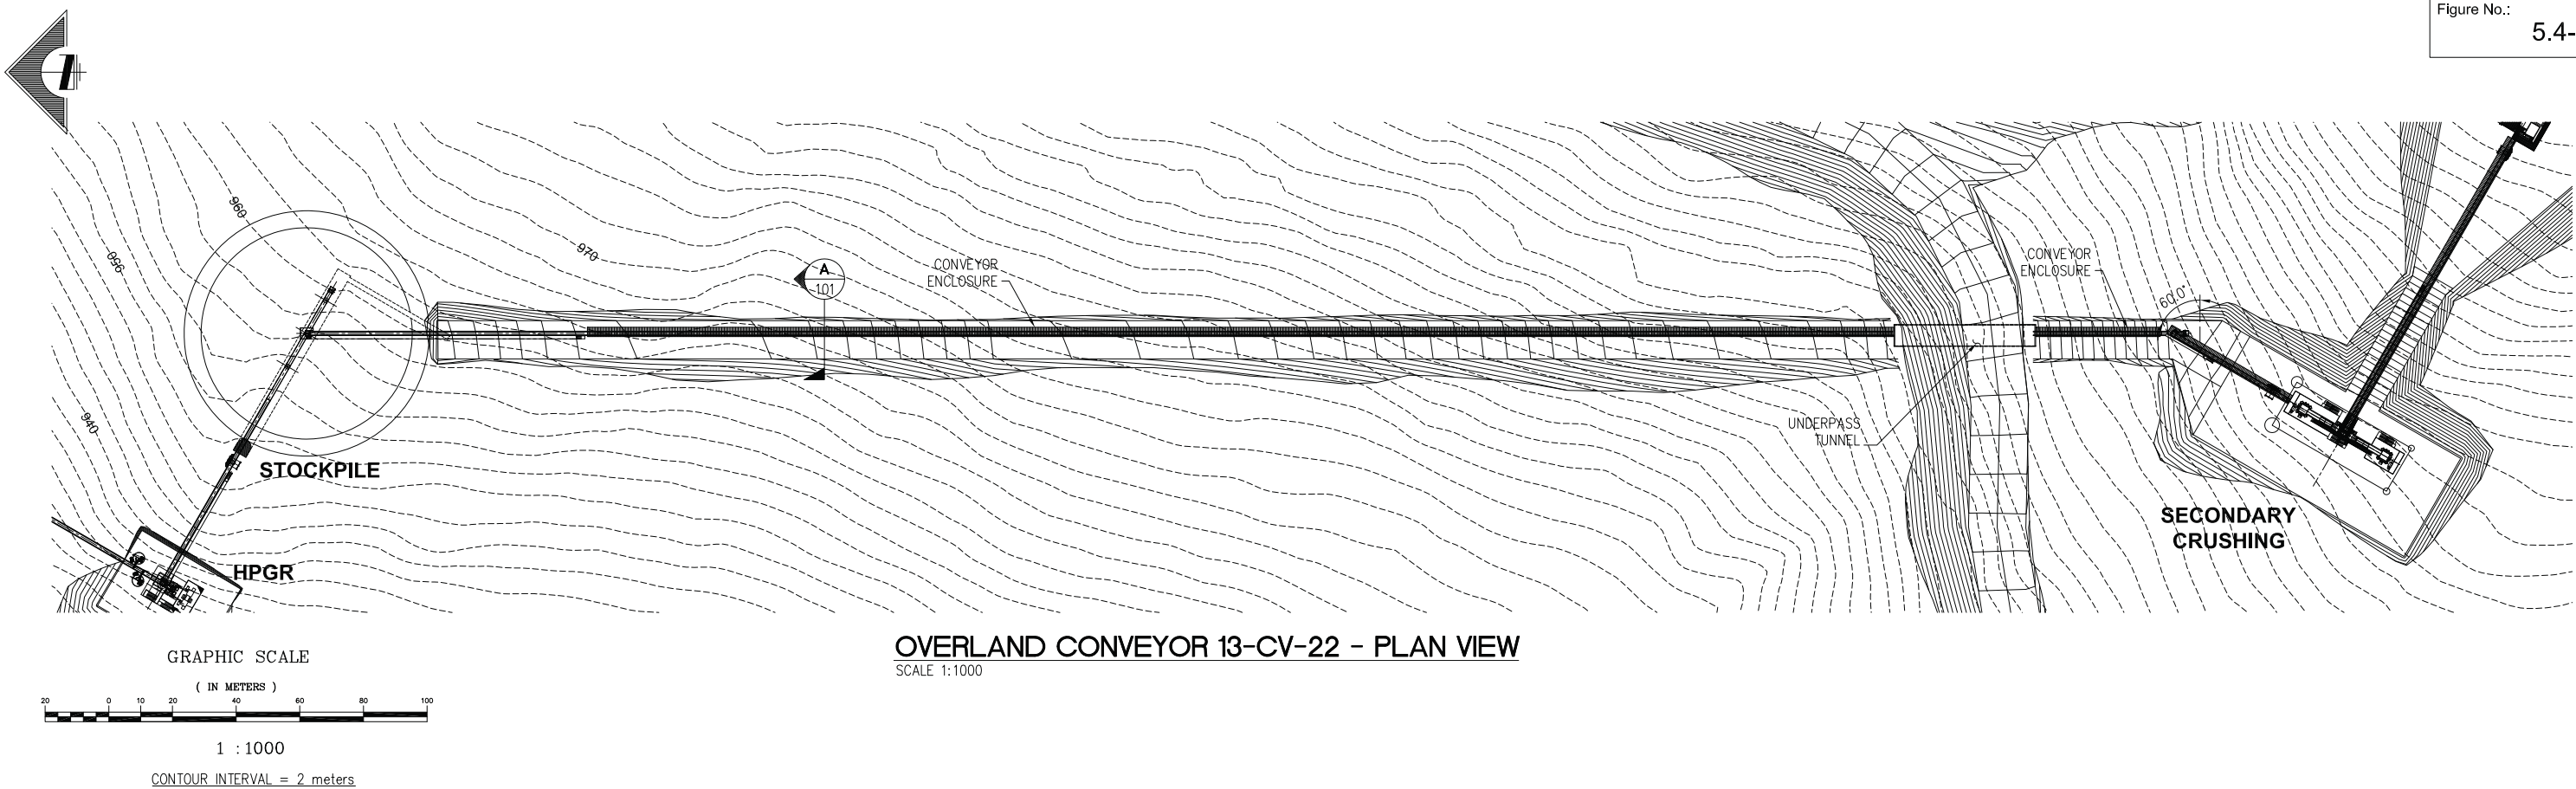 Figure No.:
5.4-
960
950
970
940
A
101
CONVEYOR
ENCLOSURE
CONVEYOR
ENCLOSURE
60.0°
UNDERPASS
TUNNEL
STOCKPILE
HPGR
SECONDARY
CRUSHING
OVERLAND CONVEYOR 13-CV-22 - PLAN VIEW
SCALE 1:1000
GRAPHIC SCALE
( IN METERS )
20 0 10 20 40 60 80 100
1 : 1000
CONTOUR INTERVAL = 2 meters